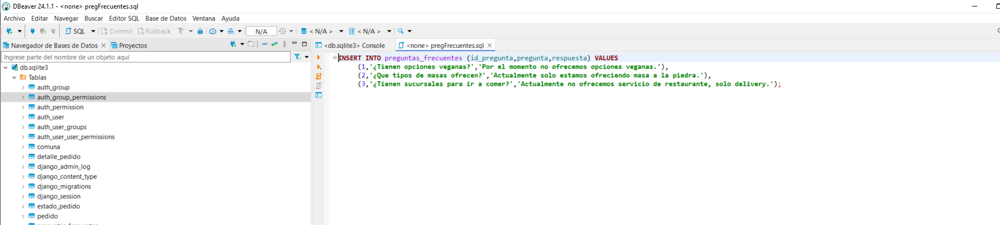 DBeaver 24.1.1 - <none> pregFrecuentes.sql
Archivo Editar Navegar Buscar Editor SQL Base de Datos Ventana Ayuda
SQL Commit Rollback N/A < N/A > < N/A >
Navegador de Bases de Datos Proyectos
<db.sqlite3> Console <none> pregFrecuentes.sql
Ingrese parte del nombre de un objeto aquí
db.sqlite3
Tablas
auth_group
auth_group_permissions
auth_permission
auth_user
auth_user_groups
auth_user_user_permissions
comuna
detalle_pedido
django_admin_log
django_content_type
django_migrations
django_session
estado_pedido
pedido
INSERT INTO preguntas_frecuentes (id_pregunta,pregunta,respuesta) VALUES
(1,'¿Tienen opciones veganas?','Por el momento no ofrecemos opciones veganas.'),
(2,'¿Que tipos de masas ofrecen?','Actualmente solo estamos ofreciendo masa a la piedra.'),
(3,'¿Tienen sucursales para ir a comer?','Actualmente no ofrecemos servicio de restaurante, solo delivery.');